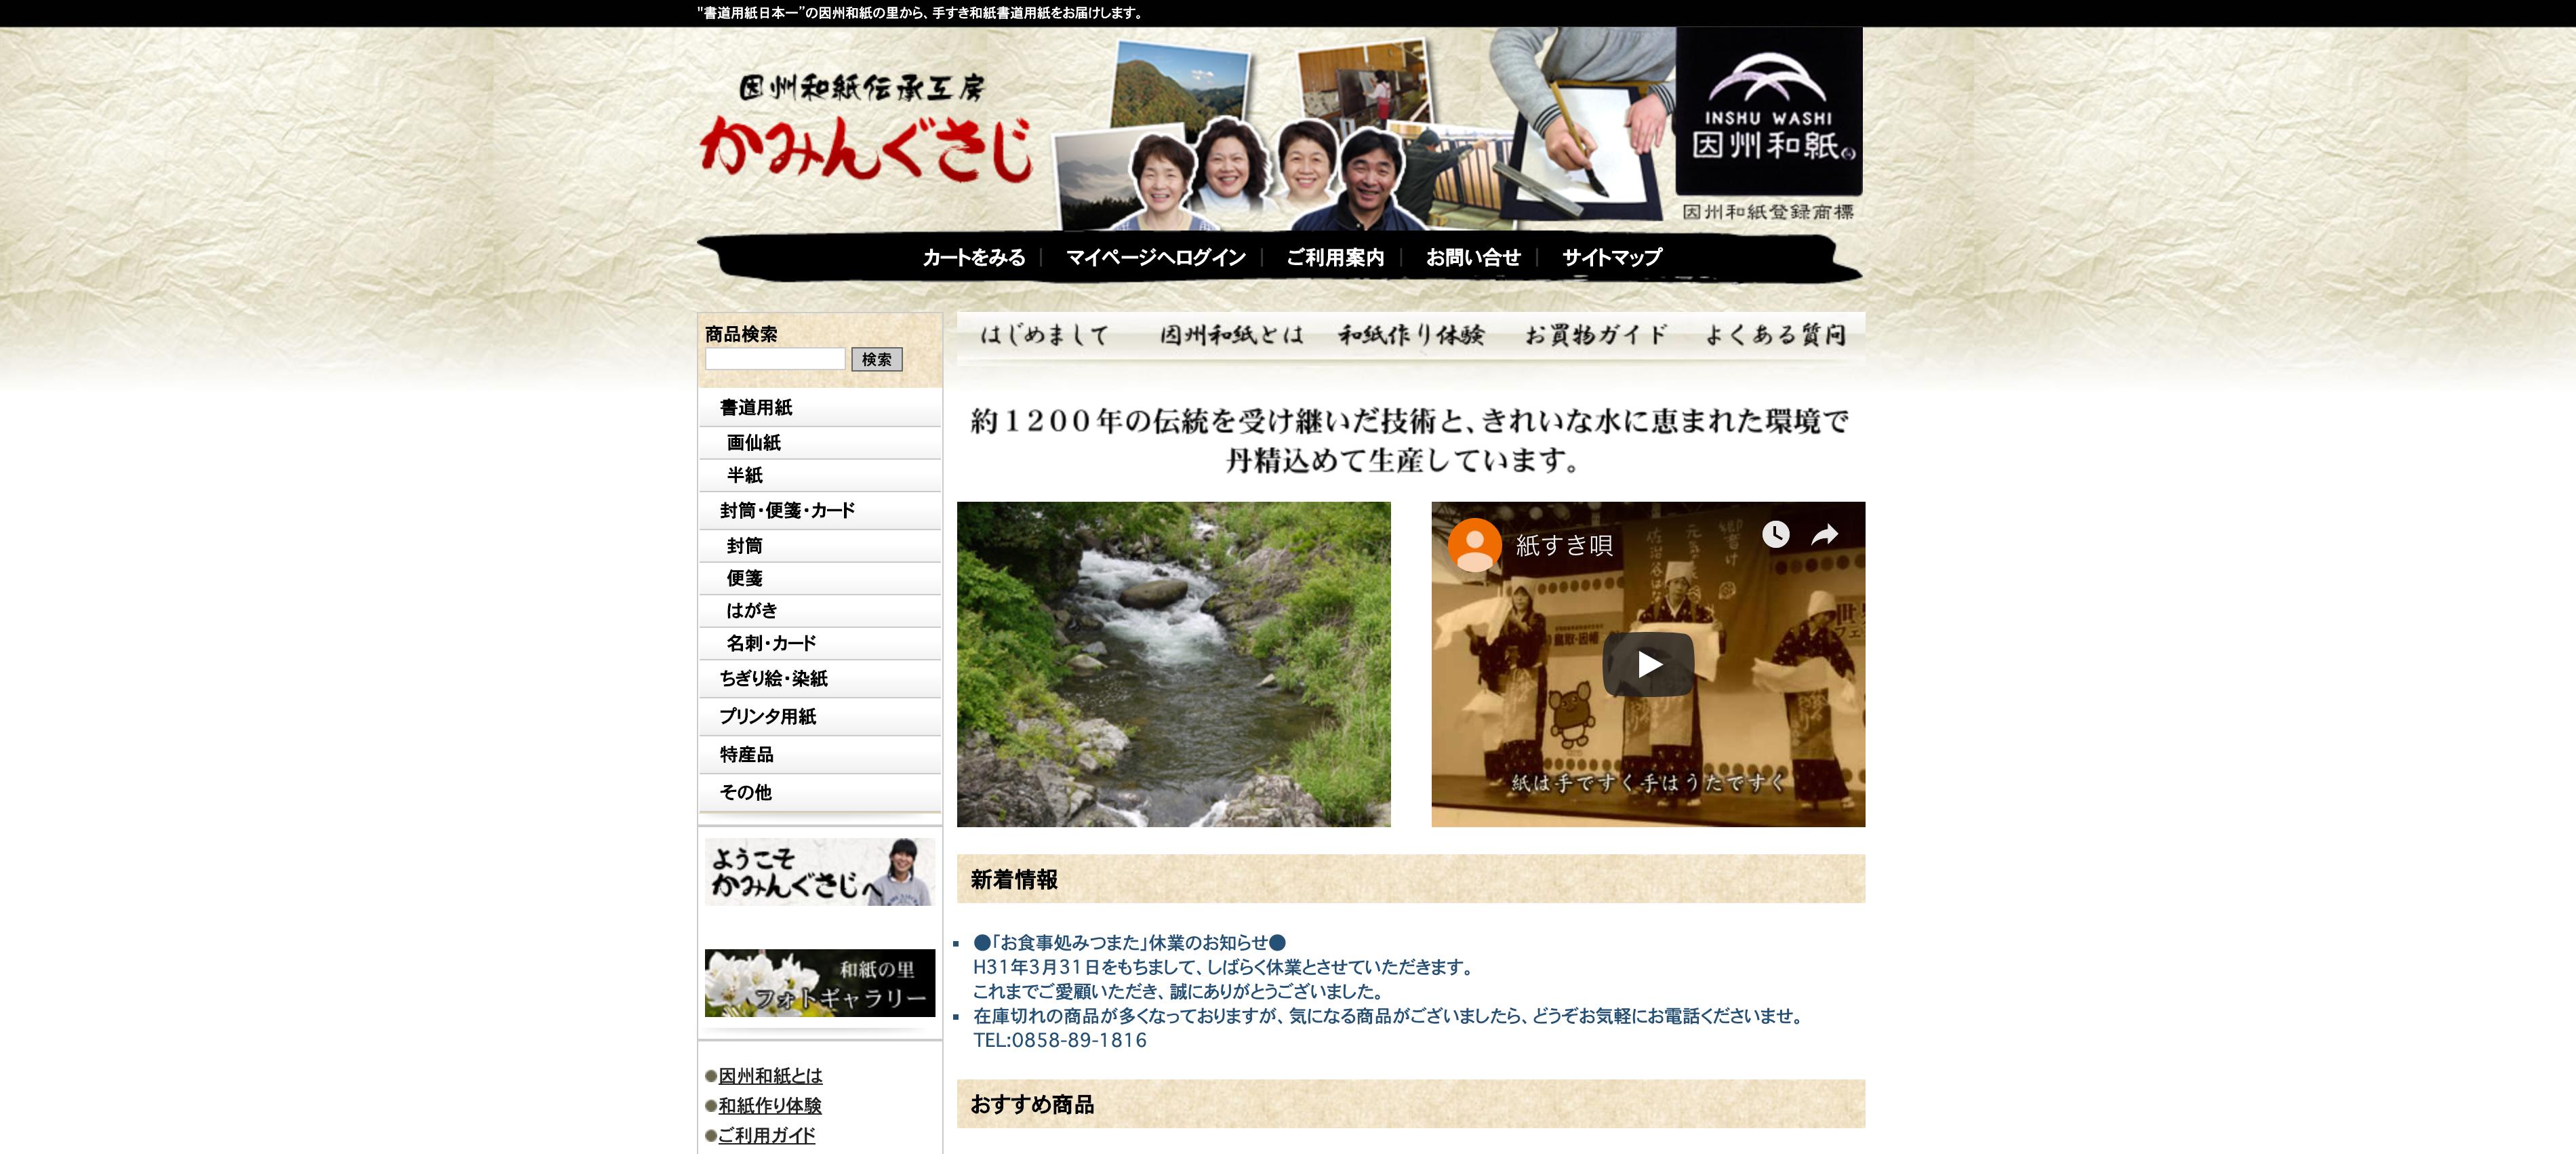 "書道用紙日本一”の因州和紙の里から、手すき和紙書道用紙をお届けします。
因州和紙伝承工房
かみんぐさじ
INSHU WASHI
因州和紙
因州和紙登録商標
カートをみる
マイページへログイン
ご利用案内
お問い合せ
サイトマップ
商品検索
検索
書道用紙
画仙紙
半紙
封筒・便箋・カード
封筒
便箋
はがき
名刺・カード
ちぎり絵・染紙
プリンタ用紙
特産品
その他
ようこそ
かみんぐさじへ
和紙の里
フォトギャラリー
●因州和紙とは
●和紙作り体験
●ご利用ガイド
はじめまして
因州和紙とは
和紙作り体験
お買物ガイド
よくある質問
約１２００年の伝統を受け継いだ技術と、きれいな水に恵まれた環境で
丹精込めて生産しています。
紙すき唄
紙は手ですく手はうたですく
新着情報
●「お食事処みつまた」休業のお知らせ●
H31年3月31日をもちまして、しばらく休業とさせていただきます。
これまでご愛顧いただき、誠にありがとうございました。
在庫切れの商品が多くなっておりますが、気になる商品がございましたら、どうぞお気軽にお電話くださいませ。
TEL:0858-89-1816
おすすめ商品